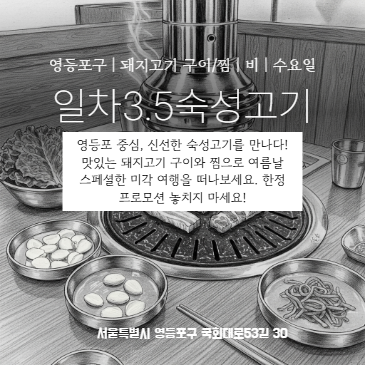 영등포구 | 돼지고기 구이/찜 | 비 | 수요일
일차3.5숙성고기
영등포 중심, 신선한 숙성고기를 만나다!
맛있는 돼지고기 구이와 찜으로 여름날
스페셜한 미각 여행을 떠나보세요. 한정
프로모션 놓치지 마세요!
서울특별시 영등포구 국회대로53길 30